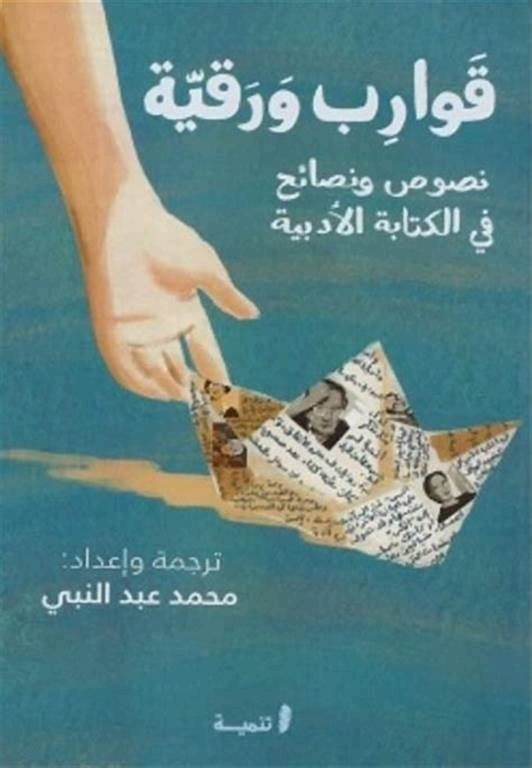 قَوارِب وَرَقيّة
نصوص ونصائح
في الكتابة الأدبية
ترجمة وإعداد:
محمد عبد النبي
تنمية